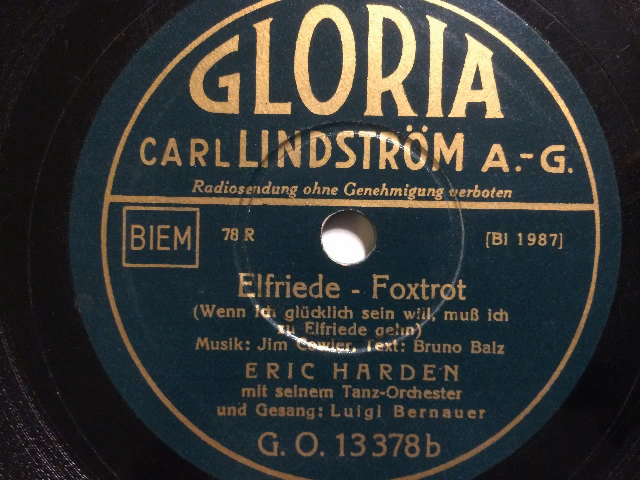 GLORIA
CARL LINDSTRÖM A.-G.
Radiosendung ohne Genehmigung verboten
BIEM 78 R [BI 1987]
Elfriede - Foxtrot
(Wenn ich glücklich sein will, muß ich
zu Elfriede gehn)
Musik: Jim Cowler, Text: Bruno Balz
ERIC HARDEN
mit seinem Tanz-Orchester
und Gesang: Luigi Bernauer
G. O. 13378b